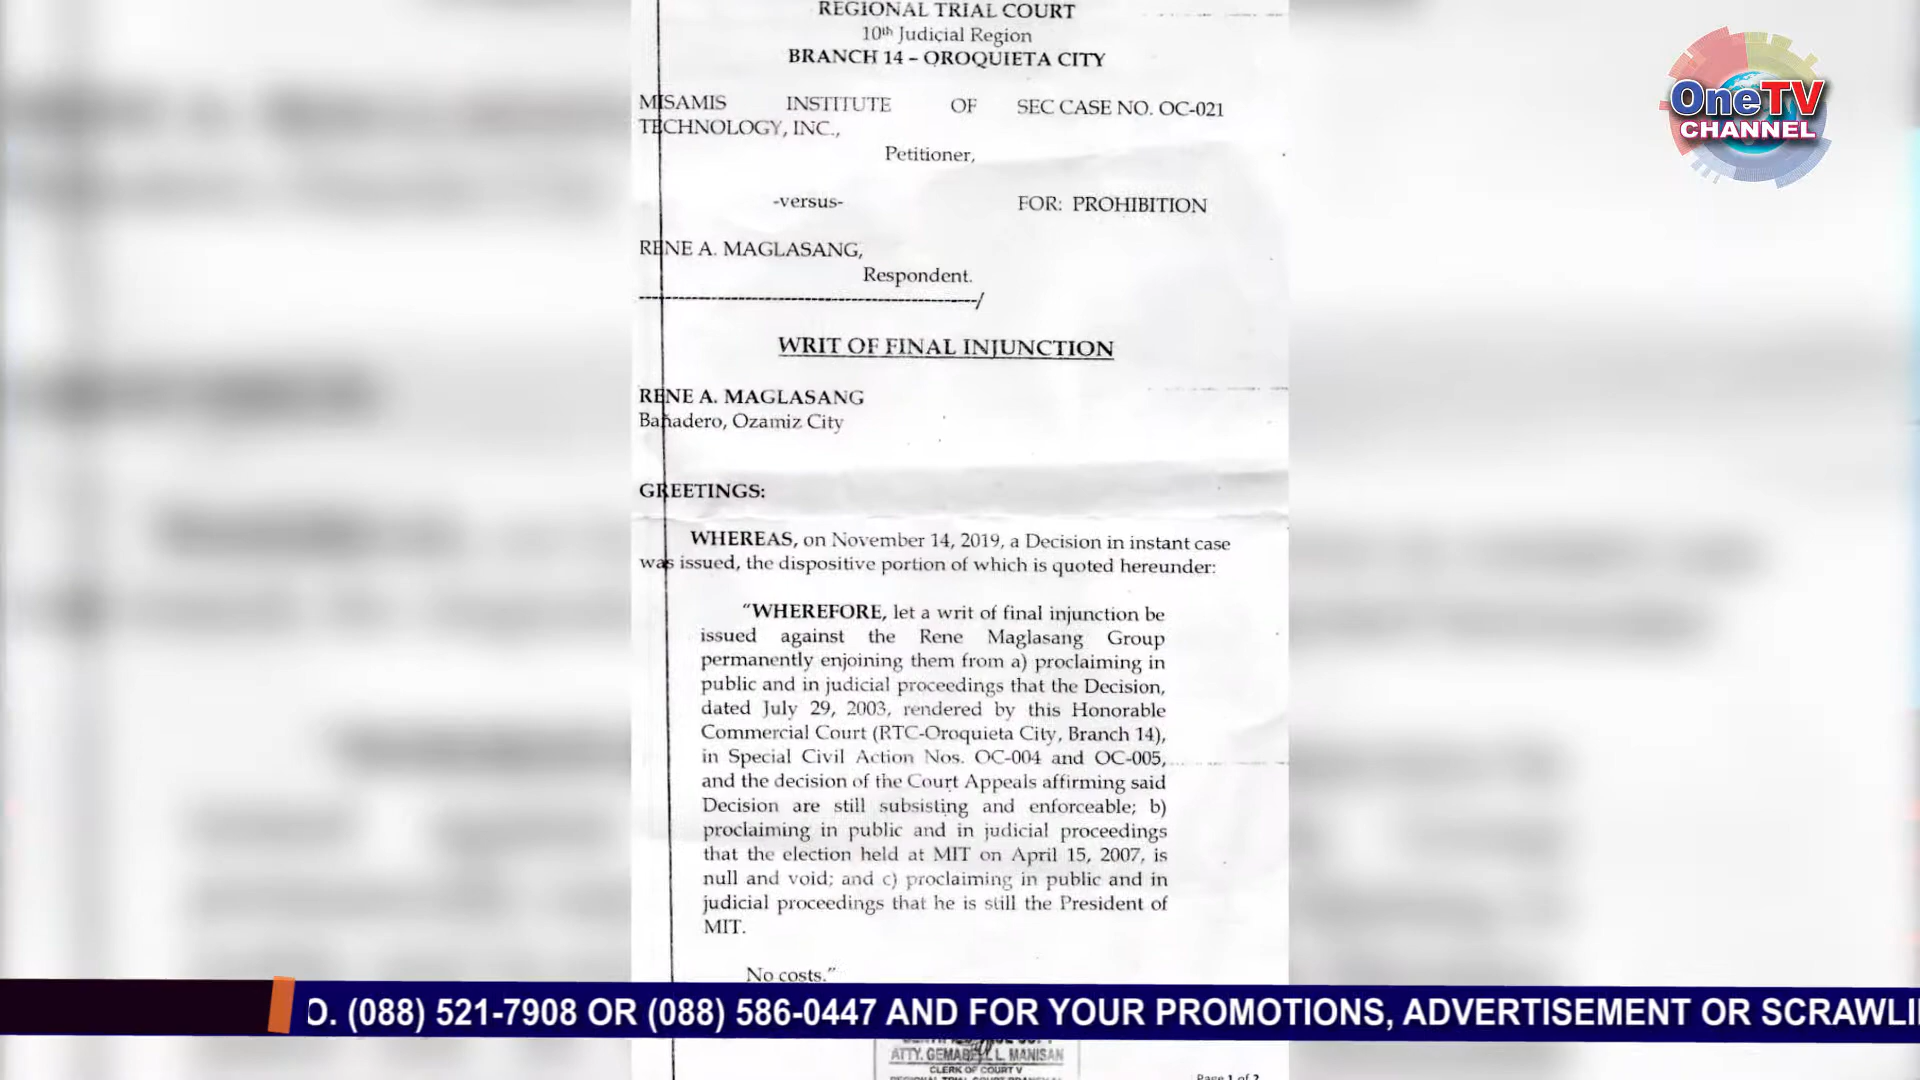 REGIONAL TRIAL COURT
10th Judicial Region
BRANCH 14 – OROQUIETA CITY
MISAMIS INSTITUTE OF TECHNOLOGY, INC.,
SEC CASE NO. OC-021
Petitioner,
-versus-
FOR: PROHIBITION
RENE A. MAGLASANG,
Respondent.
-----------------------------------------------/
WRIT OF FINAL INJUNCTION
RENE A. MAGLASANG
Bañadero, Ozamiz City
GREETINGS:
WHEREAS, on November 14, 2019, a Decision in instant case
was issued, the dispositive portion of which is quoted hereunder:
"WHEREFORE, let a writ of final injunction be
issued against the Rene Maglasang Group
permanently enjoining them from a) proclaiming in
public and in judicial proceedings that the Decision,
dated July 29, 2003, rendered by this Honorable
Commercial Court (RTC-Oroquieta City, Branch 14),
in Special Civil Action Nos. OC-004 and OC-005,
and the decision of the Court Appeals affirming said
Decision are still subsisting and enforceable; b)
proclaiming in public and in judicial proceedings
that the election held at MIT on April 15, 2007, is
null and void; and c) proclaiming in public and in
judicial proceedings that he is still the President of
MIT.
No costs."
OneTV
CHANNEL
O. (088) 521-7908 OR (088) 586-0447 AND FOR YOUR PROMOTIONS, ADVERTISEMENT OR SCRAWLI
ATTY. GEMABELL L. MANISAN
CLERK OF COURT V
Page 1 of 2